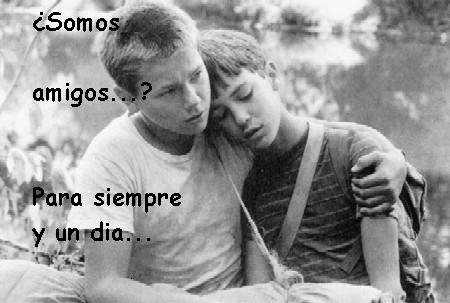 ¿Somos
amigos...?
Para siempre
y un dia...